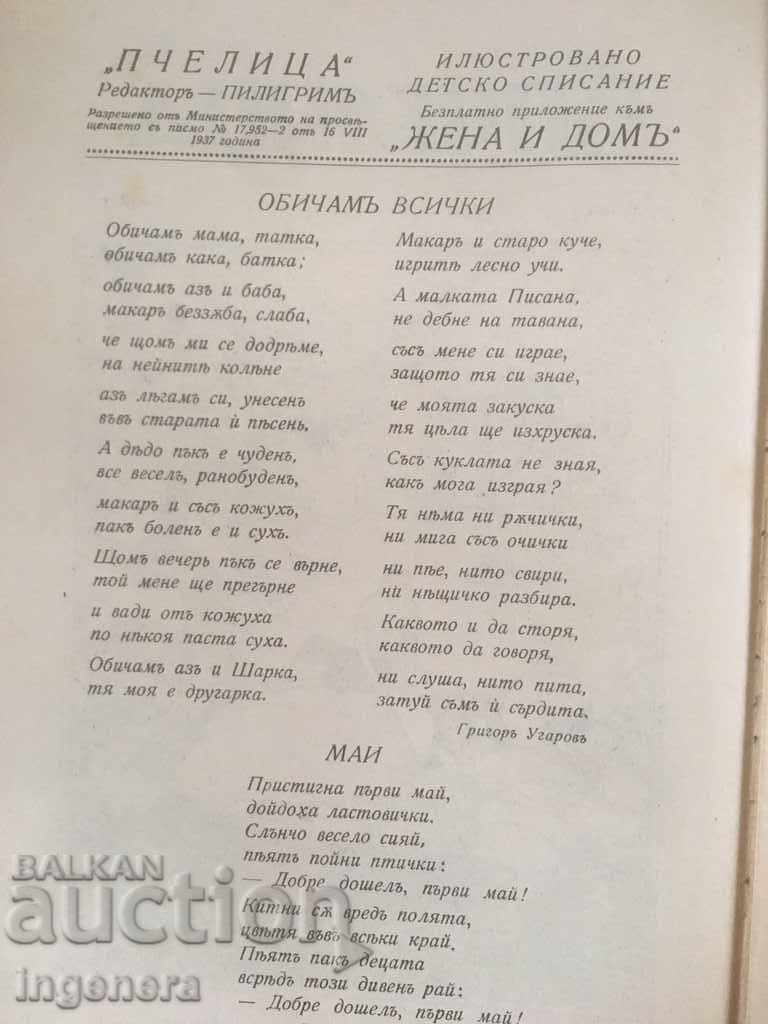 „ПЧЕЛИЦА“
Редакторъ — ПИЛИГРИМЪ
Разрешено отъ Министерството на просвѣ-
щението съ писмо № 17,952—2 отъ 16 VIII
1937 година
ИЛЮСТРОВАНО
ДЕТСКО СПИСАНИЕ
Безплатно приложение къмъ
„ЖЕНА И ДОМЪ“
ОБИЧАМЪ ВСИЧКИ
Обичамъ мама, татка,
обичамъ кака, батка;
обичамъ азъ и баба,
макаръ беззѫба, слаба,
че щомъ ми се додрѣме,
на нейнитѣ колѣне
азъ лѣгамъ си, унесенъ
въвъ старата ѝ пѣсень.
А дѣдо пъкъ е чуденъ,
все веселъ, ранобуденъ,
макаръ и съсъ кожухъ,
пакъ боленъ е и сухъ.
Щомъ вечерь пъкъ се върне,
той мене ще прегърне
и вади отъ кожуха
по нѣкоя паста суха.
Обичамъ азъ и Шарка,
тя моя е другарка.
Макаръ и старо куче,
игритѣ лесно учи.
А малката Писана,
не дебне на тавана,
съсъ мене си играе,
защото тя си знае,
че моята закуска
тя цѣла ще изхруска.
Съсъ куклата не зная,
какъ мога изграя?
Тя нѣма ни рѫчички,
ни мига съсъ очички
ни пѣе, нито свири,
ни нѣщичко разбира.
Каквото и да сторя,
каквото да говоря,
ни слуша, нито пита,
затуй съмъ ѝ сърдита.
Григоръ Угаровъ
МАЙ
Пристигна първи май,
дойдоха ластовички.
Слънчо весело сияй,
пѣятъ пойни птички:
— Добре дошелъ, първи май!
Китни сѫ вредъ полята,
цвѣтя въвъ всѣки край.
Пѣятъ пакъ децата
всрѣдъ този дивенъ рай:
— Добре дошелъ, първи май!
BALKAN
auction
ingenera